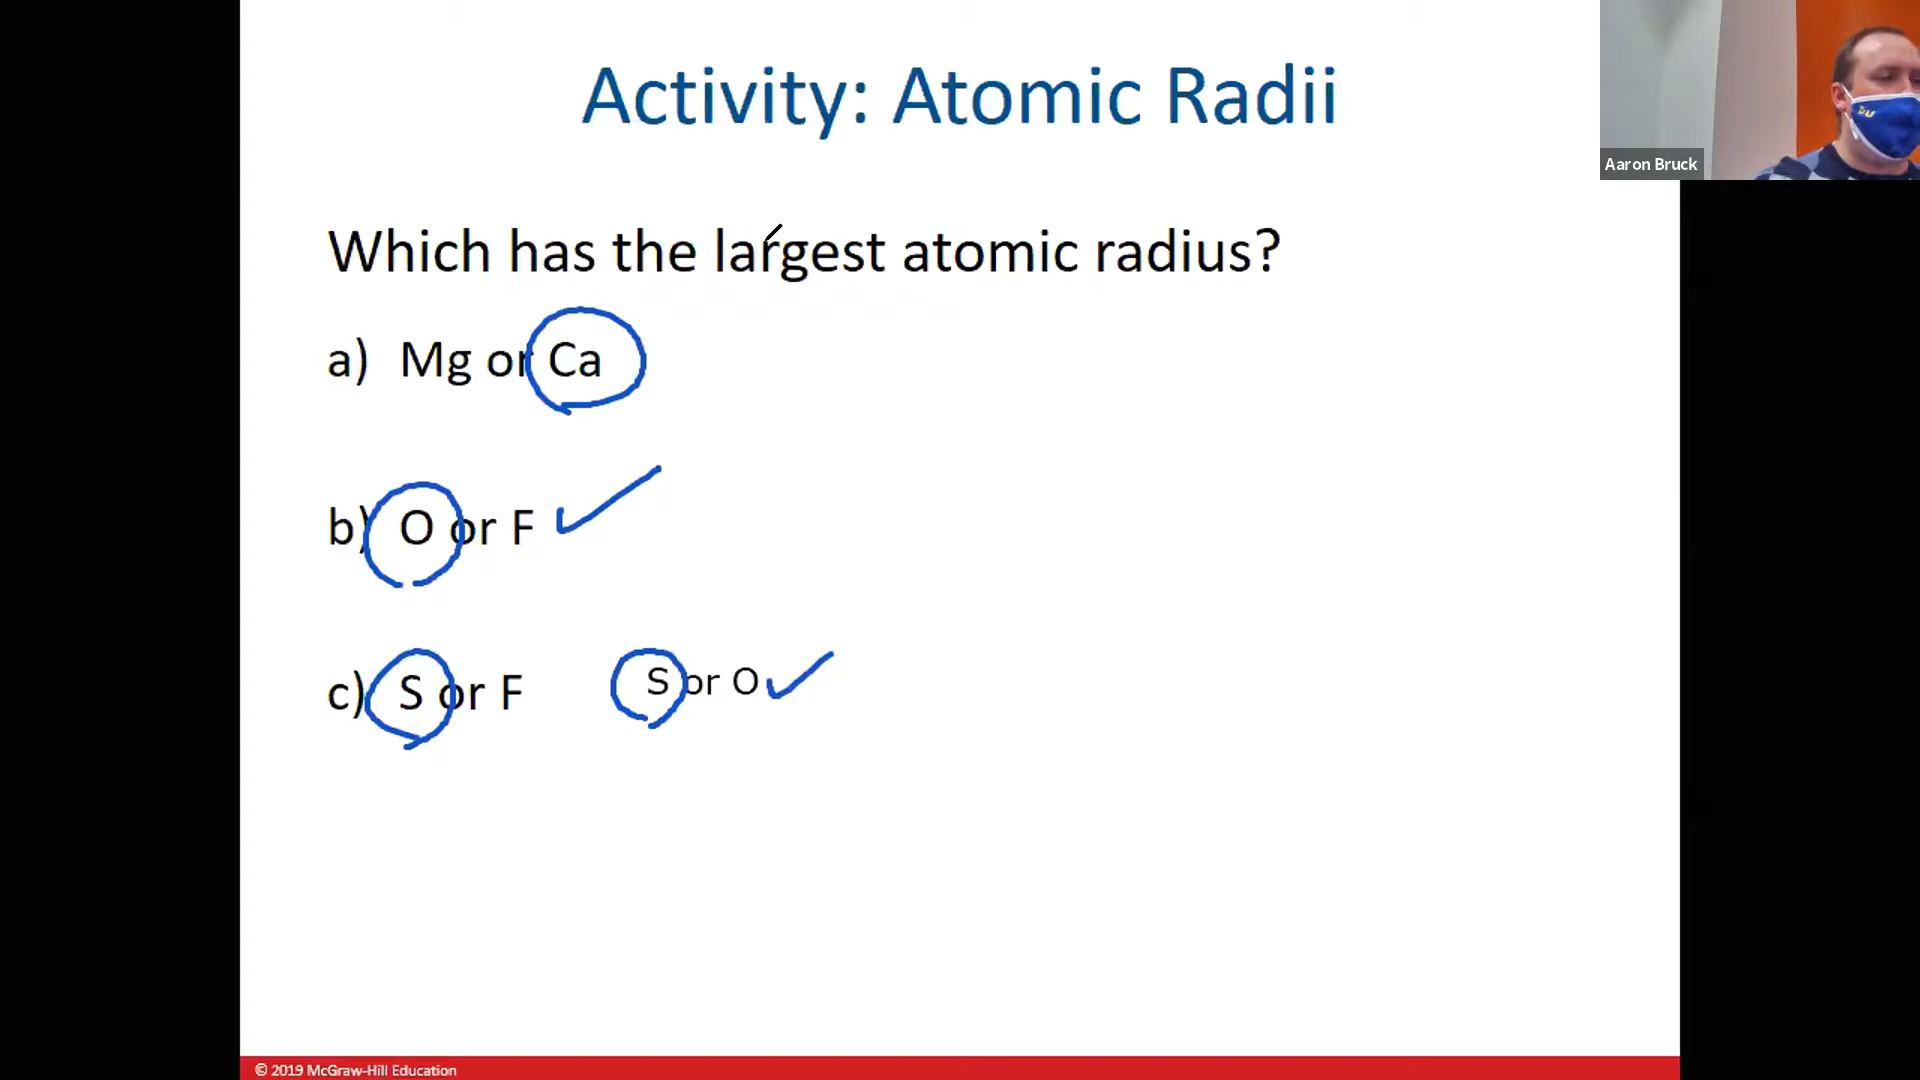 Activity: Atomic Radii
Aaron Bruck
Which has the largest atomic radius?
a) Mg or Ca
b) O or F
c) S or F S or O
© 2019 McGraw-Hill Education